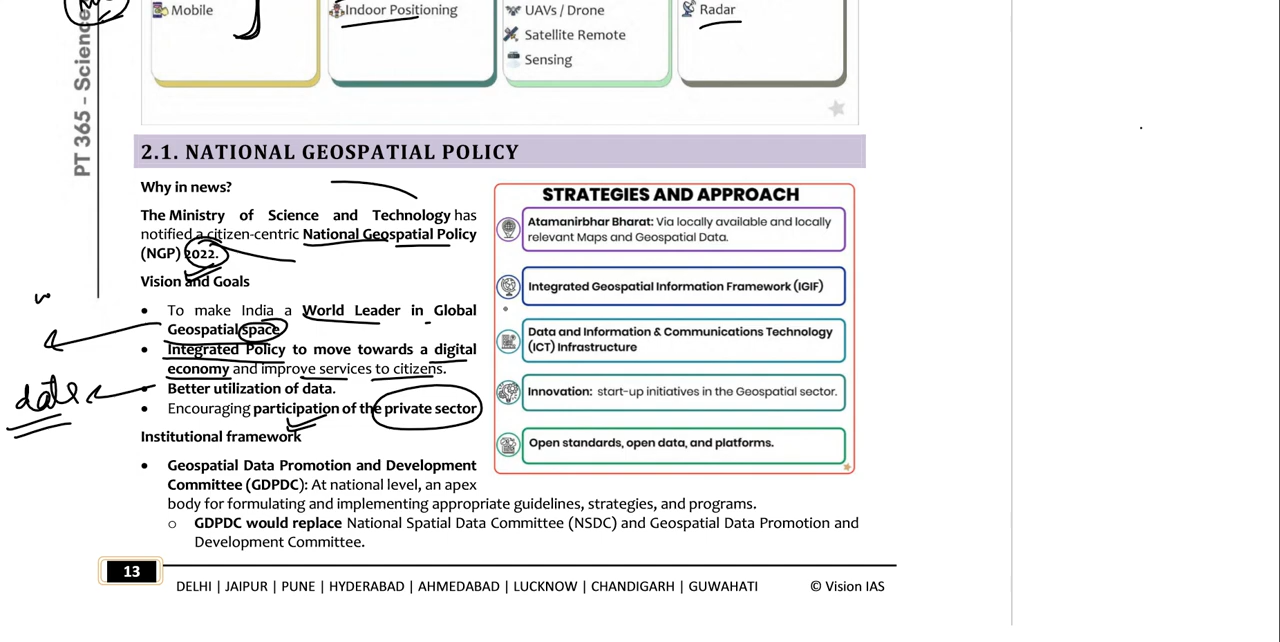 Mobile
Indoor Positioning
UAVs / Drone
Satellite Remote
Sensing
Radar
PT 365 - Science
2.1. NATIONAL GEOSPATIAL POLICY
Why in news?
The Ministry of Science and Technology has
notified a citizen-centric National Geospatial Policy
(NGP) 2022.
Vision and Goals
• To make India a World Leader in Global
Geospatial space
• Integrated Policy to move towards a digital
economy and improve services to citizens.
• Better utilization of data.
• Encouraging participation of the private sector
date
Institutional framework
• Geospatial Data Promotion and Development
Committee (GDPDC): At national level, an apex
body for formulating and implementing appropriate guidelines, strategies, and programs.
o GDPDC would replace National Spatial Data Committee (NSDC) and Geospatial Data Promotion and
Development Committee.
STRATEGIES AND APPROACH
Atamanirbhar Bharat: Via locally available and locally
relevant Maps and Geospatial Data.
Integrated Geospatial Information Framework (IGIF)
Data and Information & Communications Technology
(ICT) Infrastructure
Innovation: start-up initiatives in the Geospatial sector.
Open standards, open data, and platforms.
13
DELHI | JAIPUR | PUNE | HYDERABAD | AHMEDABAD | LUCKNOW | CHANDIGARH | GUWAHATI
© Vision IAS